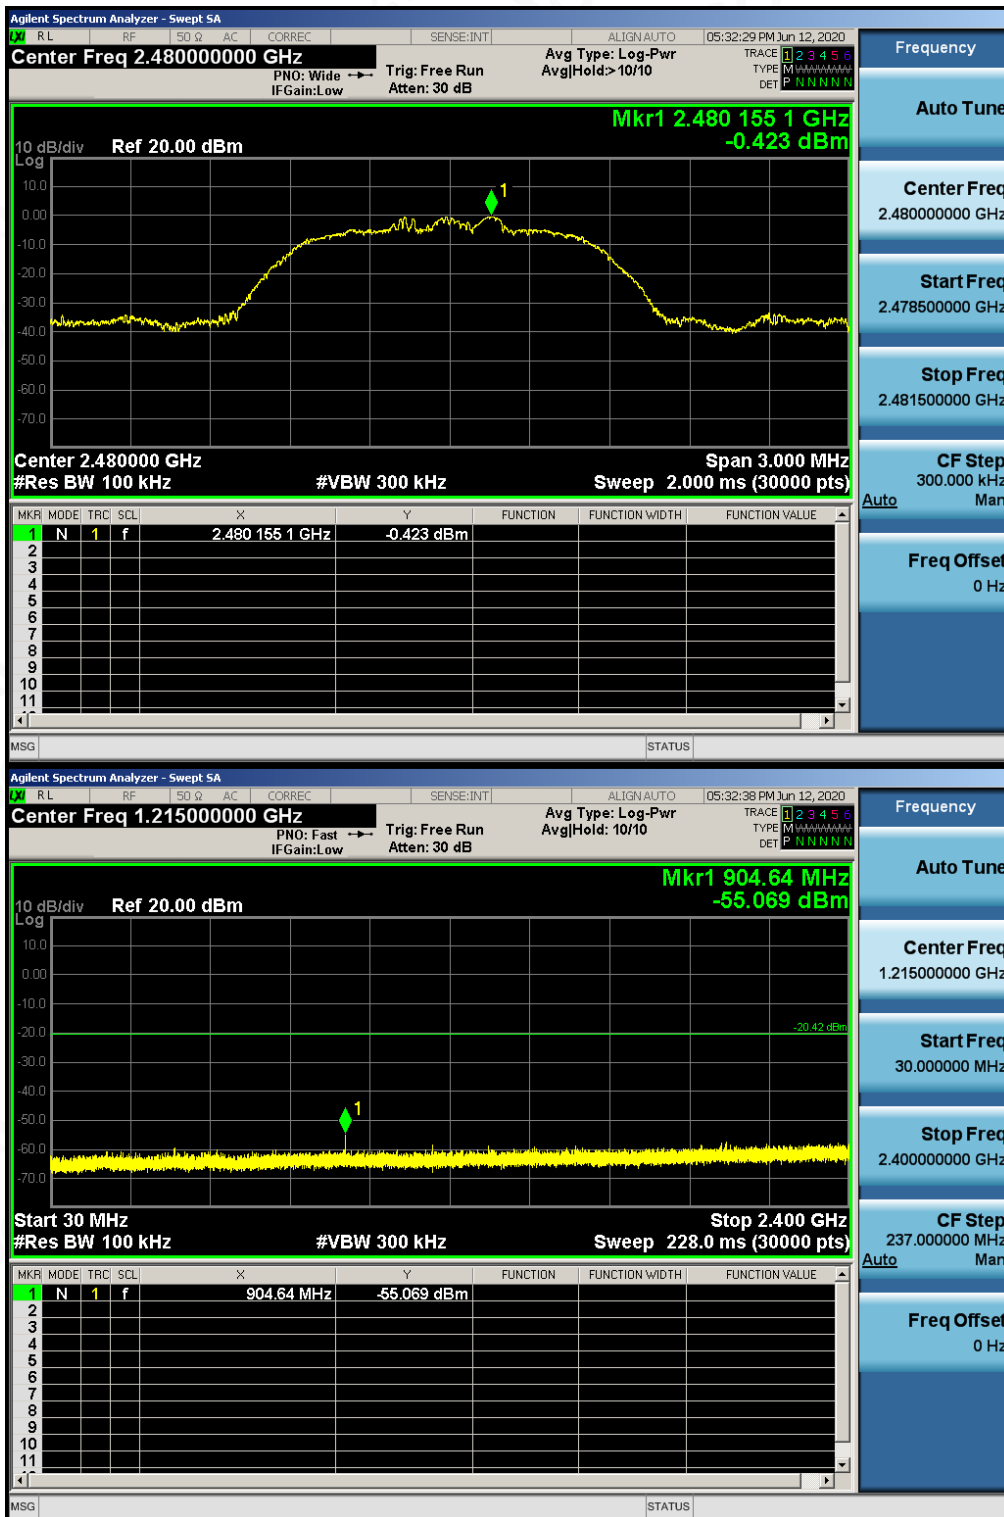 Agilent Spectrum Analyzer - Swept SA
LXI RL RF 50 Ω AC CORREC SENSE:INT ALIGN AUTO 05:32:29 PM Jun 12, 2020
Center Freq 2.480000000 GHz
PNO: Wide
IFGain:Low
Trig: Free Run
Atten: 30 dB
Avg Type: Log-Pwr
Avg|Hold:>10/10
TRACE 1 2 3 4 5 6
TYPE M WWWWW
DET P N N N N N
Mkr1 2.480 155 1 GHz
-0.423 dBm
10 dB/div Ref 20.00 dBm
Log
10.0
0.00
-10.0
-20.0
-30.0
-40.0
-50.0
-60.0
-70.0
1
Center 2.480000 GHz Span 3.000 MHz
#Res BW 100 kHz #VBW 300 kHz Sweep 2.000 ms (30000 pts)
MKR MODE TRC SCL X Y FUNCTION FUNCTION WIDTH FUNCTION VALUE
1 N 1 f 2.480 155 1 GHz -0.423 dBm
2
3
4
5
6
7
8
9
10
11
MSG STATUS
Frequency
Auto Tune
Center Freq
2.480000000 GHz
Start Freq
2.478500000 GHz
Stop Freq
2.481500000 GHz
CF Step
300.000 kHz
Auto Man
Freq Offset
0 Hz
Agilent Spectrum Analyzer - Swept SA
LXI RL RF 50 Ω AC CORREC SENSE:INT ALIGN AUTO 05:32:38 PM Jun 12, 2020
Center Freq 1.215000000 GHz
PNO: Fast
IFGain:Low
Trig: Free Run
Atten: 30 dB
Avg Type: Log-Pwr
Avg|Hold: 10/10
TRACE 1 2 3 4 5 6
TYPE M WWWWW
DET P N N N N N
Mkr1 904.64 MHz
-55.069 dBm
10 dB/div Ref 20.00 dBm
Log
10.0
0.00
-10.0
-20.0
-30.0
-40.0
-50.0
-60.0
-70.0
-20.42 dBm
1
Start 30 MHz Stop 2.400 GHz
#Res BW 100 kHz #VBW 300 kHz Sweep 228.0 ms (30000 pts)
MKR MODE TRC SCL X Y FUNCTION FUNCTION WIDTH FUNCTION VALUE
1 N 1 f 904.64 MHz -55.069 dBm
2
3
4
5
6
7
8
9
10
11
MSG STATUS
Frequency
Auto Tune
Center Freq
1.215000000 GHz
Start Freq
30.000000 MHz
Stop Freq
2.400000000 GHz
CF Step
237.000000 MHz
Auto Man
Freq Offset
0 Hz